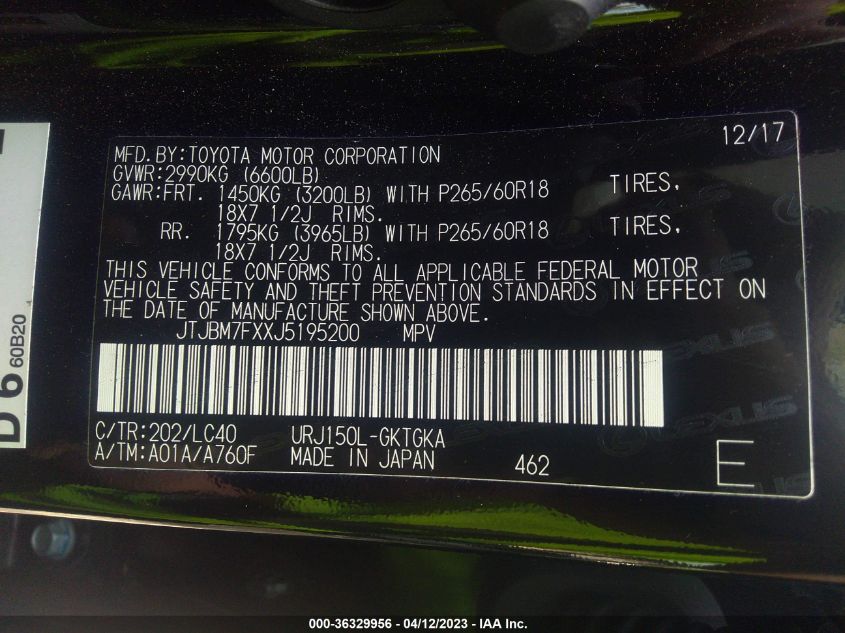 12/17
MFD.BY:TOYOTA MOTOR CORPORATION
GVWR:2990KG (6600LB)
GAWR:FRT. 1450KG (3200LB) WITH P265/60R18 TIRES,
18X7 1/2J RIMS.
RR. 1795KG (3965LB) WITH P265/60R18 TIRES,
18X7 1/2J RIMS.
THIS VEHICLE CONFORMS TO ALL APPLICABLE FEDERAL MOTOR
VEHICLE SAFETY AND THEFT PREVENTION STANDARDS IN EFFECT ON
THE DATE OF MANUFACTURE SHOWN ABOVE.
JTJBM7FXXJ5195200 MPV
C/TR:202/LC40 URJ150L-GKTGKA
A/TM:A01A/A760F MADE IN JAPAN 462 E
D 6 60B20
LEXUS
000-36329956 - 04/12/2023 - IAA Inc.